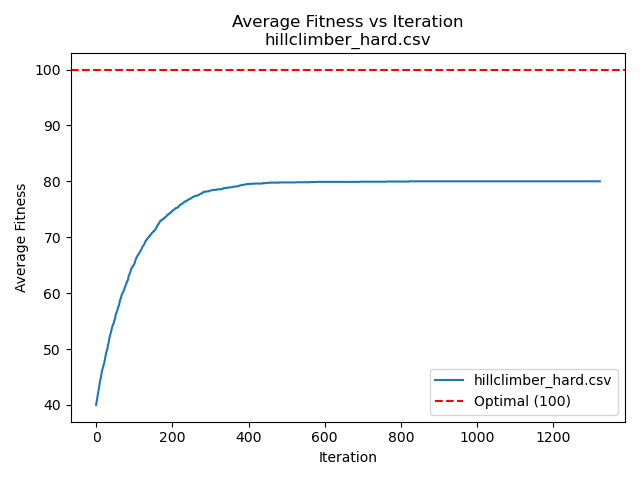 Average Fitness vs Iteration
hillclimber_hard.csv
Average Fitness
100
90
80
70
60
50
40
0
200
400
600
800
1000
1200
Iteration
hillclimber_hard.csv
Optimal (100)